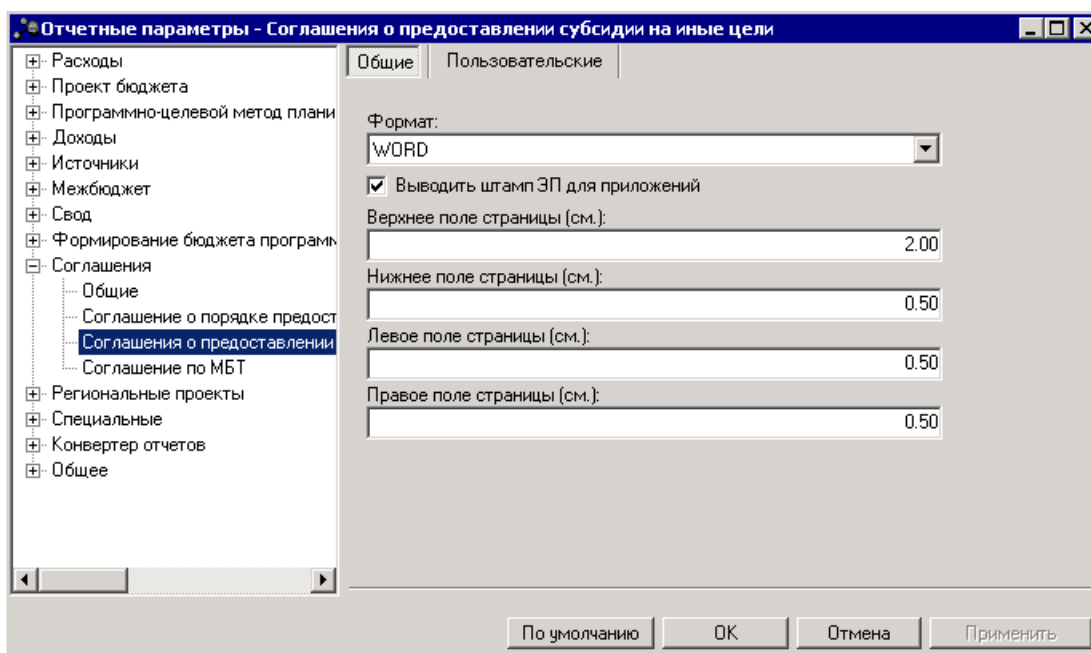 Отчетные параметры - Соглашения о предоставлении субсидии на иные цели
Расходы
Проект бюджета
Программно-целевой метод плани
Доходы
Источники
Межбюджет
Свод
Формирование бюджета программ
Соглашения
Общие
Соглашение о порядке предост
Соглашения о предоставлении
Соглашение по МБТ
Региональные проекты
Специальные
Конвертер отчетов
Общее
Общие
Пользовательские
Формат:
WORD
Выводить штамп ЭП для приложений
Верхнее поле страницы (см.):
2.00
Нижнее поле страницы (см.):
0.50
Левое поле страницы (см.):
0.50
Правое поле страницы (см.):
0.50
По умолчанию
OK
Отмена
Применить